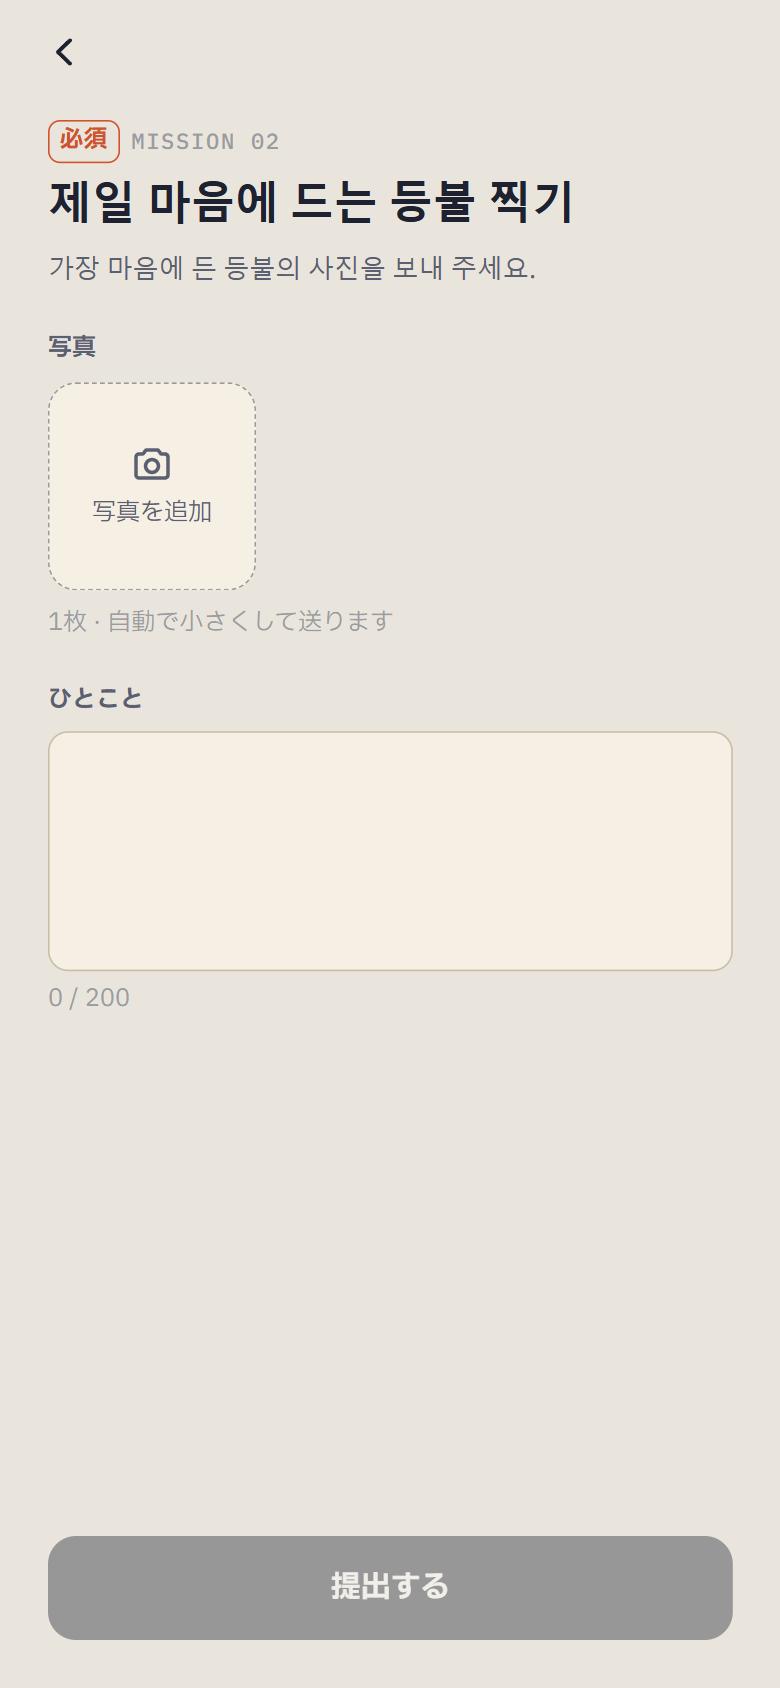 必須 MISSION 02
제일 마음에 드는 등불 찍기
가장 마음에 든 등불의 사진을 보내 주세요.
写真
写真を追加
1枚 · 自動で小さくして送ります
ひとこと
0 / 200
提出する